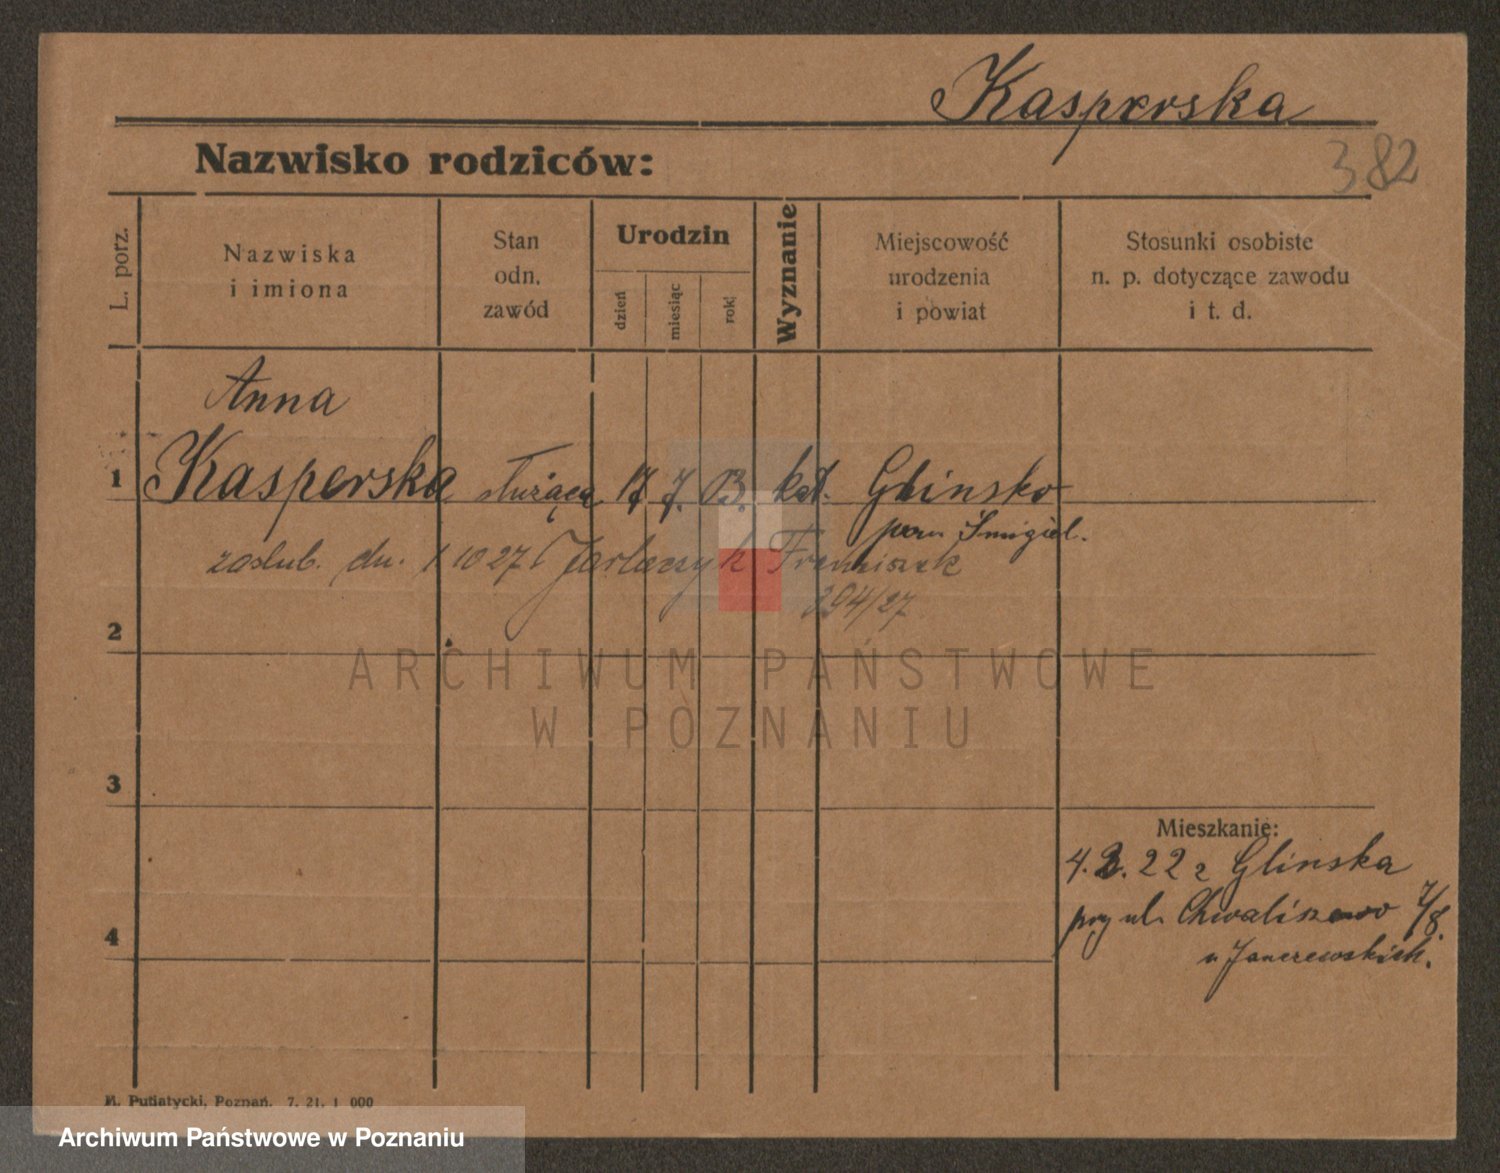 Kasperska
382
Nazwisko rodziców:
L. porz.
Nazwiska
i imiona
Stan
odn.
zawód
Urodzin
dzień
miesiąc
rok
Wyznanie
Miejscowość
urodzenia
i powiat
Stosunki osobiste
n. p. dotyczące zawodu
i t. d.
Anna
1 Kasperska służąca 17 7. 03. kat. Glinsko
pow Śmigiel.
zaślub. dn. 1 10 27 Franciszek
394/27
2
ARCHIWUM PAŃSTWOWE
W POZNANIU
3
Mieszkanie:
4. 2. 22 z Glinska
przy ul. Chwaliszewo 7/8.
4
u Janczewskich.
M. Putiatycki, Poznań. 7. 21. 1 000
Archiwum Państwowe w Poznaniu